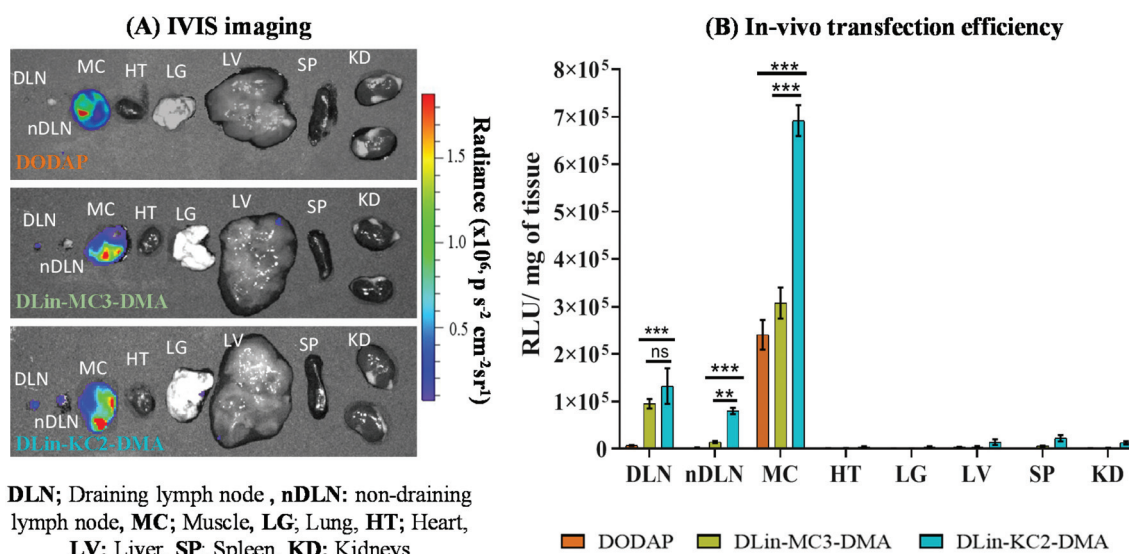 (A) IVIS imaging
DLN
MC
HT
LG
LV
SP
KD
nDLN
DODAP
DLN
MC
HT
LG
LV
SP
KD
nDLN
DLin-MC3-DMA
DLN
MC
HT
LG
LV
SP
KD
nDLN
DLin-KC2-DMA
1.5
1.0
0.5
Radiance (x10⁶, p s⁻² cm⁻²sr¹)
DLN; Draining lymph node , nDLN: non-draining
lymph node, MC; Muscle, LG; Lung, HT; Heart,
LV; Liver, SP: Spleen, KD: Kidneys
(B) In-vivo transfection efficiency
RLU/ mg of tissue
8×10⁵
7×10⁵
6×10⁵
5×10⁵
4×10⁵
3×10⁵
2×10⁵
1×10⁵
0
***
ns
***
**
***
***
DLN nDLN MC HT LG LV SP KD
DODAP DLin-MC3-DMA DLin-KC2-DMA